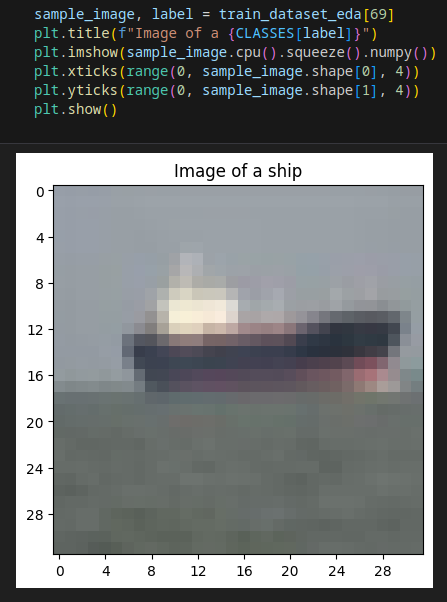 sample_image, label = train_dataset_eda[69]
plt.title(f"Image of a {CLASSES[label]}")
plt.imshow(sample_image.cpu().squeeze().numpy())
plt.xticks(range(0, sample_image.shape[0], 4))
plt.yticks(range(0, sample_image.shape[1], 4))
plt.show()
Image of a ship
0
4
8
12
16
20
24
28
0 4 8 12 16 20 24 28